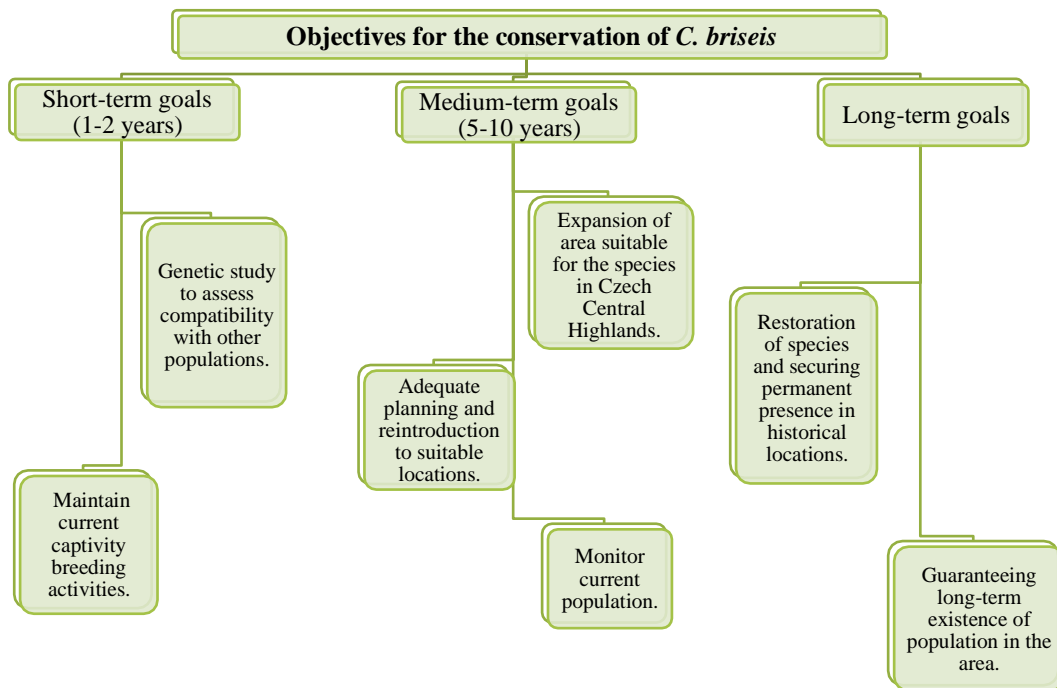 Objectives for the conservation of C. briseis
Short-term goals
(1-2 years)
Genetic study
to assess
compatibility
with other
populations.
Maintain
current
captivity
breeding
activities.
Medium-term goals
(5-10 years)
Expansion of
area suitable
for the species
in Czech
Central
Highlands.
Adequate
planning and
reintroduction
to suitable
locations.
Monitor
current
population.
Long-term goals
Restoration
of species
and securing
permanent
presence in
historical
locations.
Guaranteeing
long-term
existence of
population in
the area.